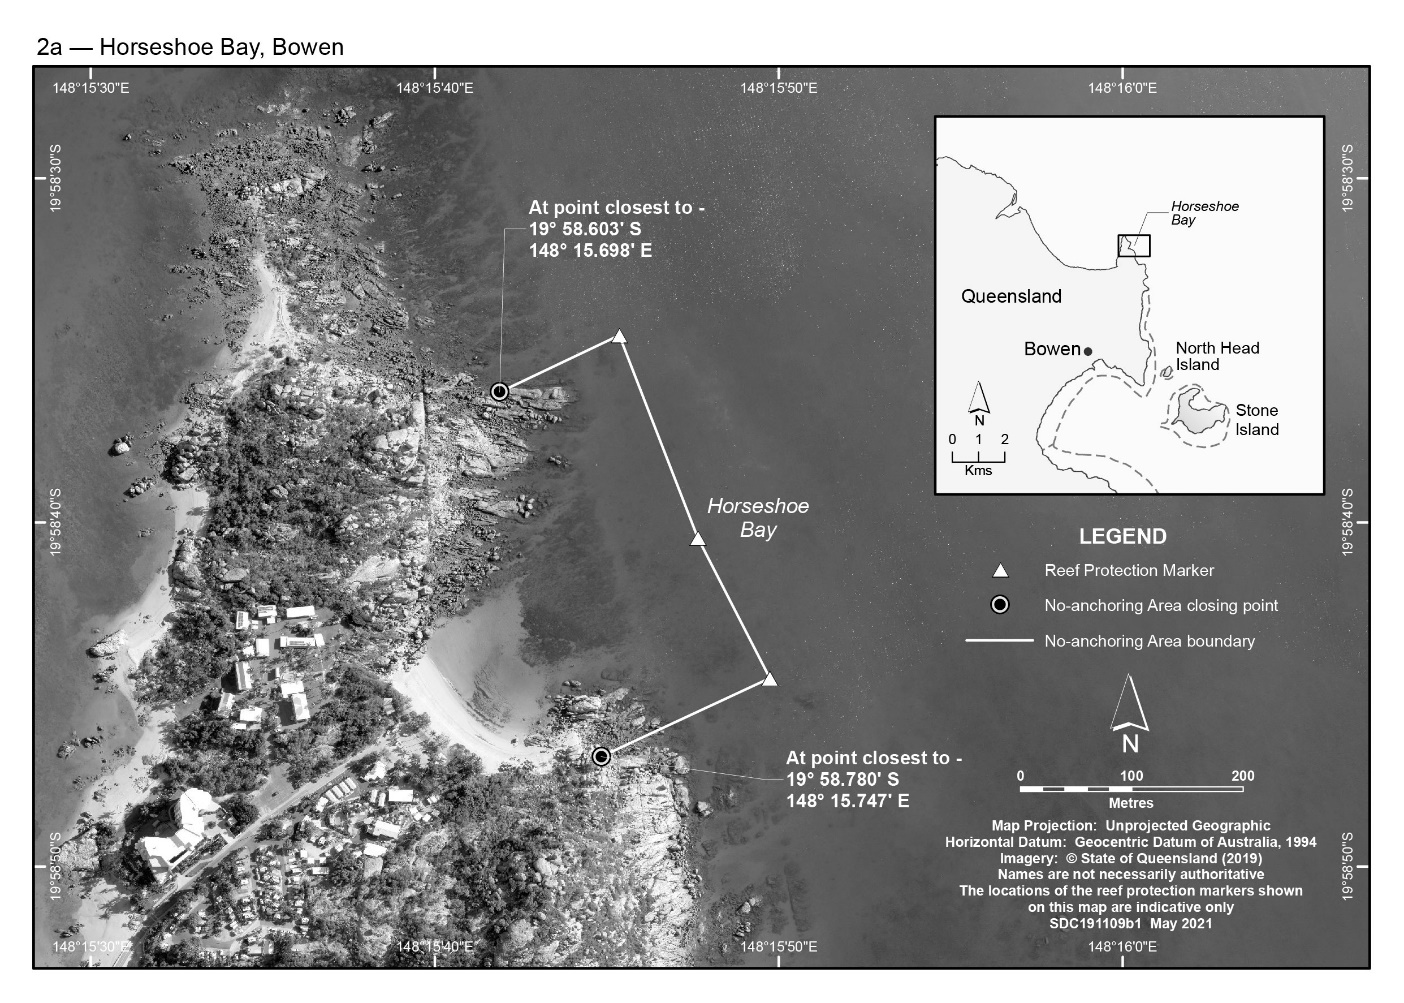 2a — Horseshoe Bay, Bowen
148°15'30"E
148°15'40"E
148°15'50"E
148°16'0"E
19°58'30"S
19°58'30"S
At point closest to -
19° 58.603' S
148° 15.698' E
Horseshoe
Bay
Queensland
Bowen
North Head
Island
Stone
Island
N
0 1 2
Kms
19°58'40"S
19°58'40"S
Horseshoe
Bay
LEGEND
Reef Protection Marker
No-anchoring Area closing point
No-anchoring Area boundary
N
0 100 200
Metres
At point closest to -
19° 58.780' S
148° 15.747' E
Map Projection: Unprojected Geographic
Horizontal Datum: Geocentric Datum of Australia, 1994
Imagery: © State of Queensland (2019)
Names are not necessarily authoritative
The locations of the reef protection markers shown
on this map are indicative only
SDC191109b1 May 2021
19°58'50"S
19°58'50"S
148°15'30"E
148°15'40"E
148°15'50"E
148°16'0"E